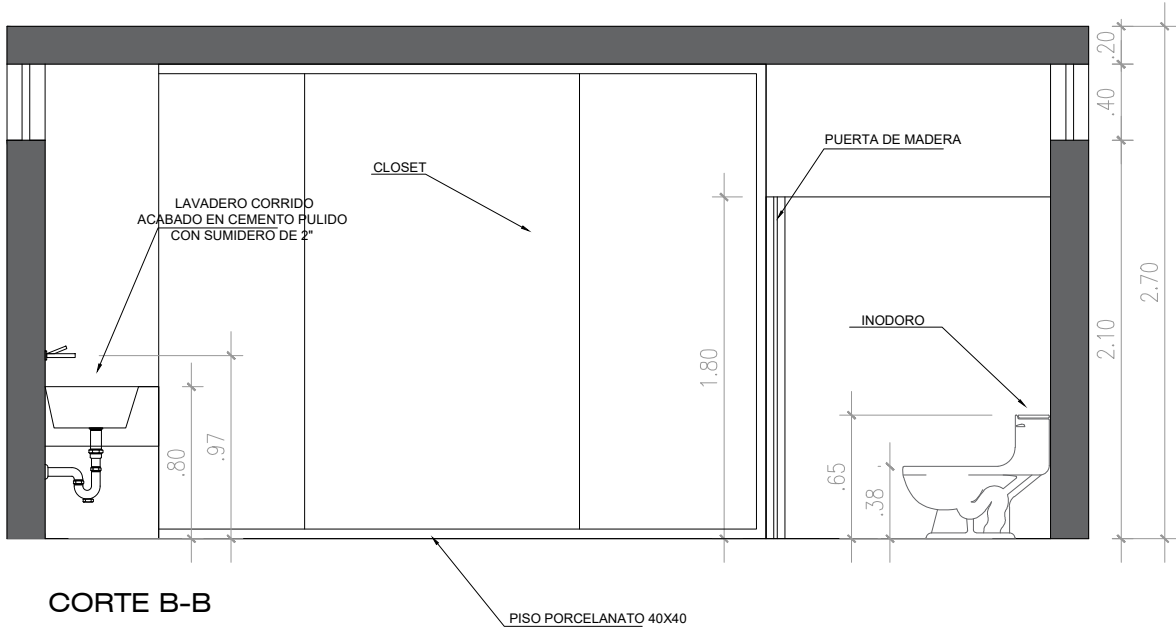 .20
.40
PUERTA DE MADERA
CLOSET
LAVADERO CORRIDO
ACABADO EN CEMENTO PULIDO
CON SUMIDERO DE 2"
2.70
INODORO
2.10
1.80
.97
.80
.65
.38
CORTE B-B
PISO PORCELANATO 40X40